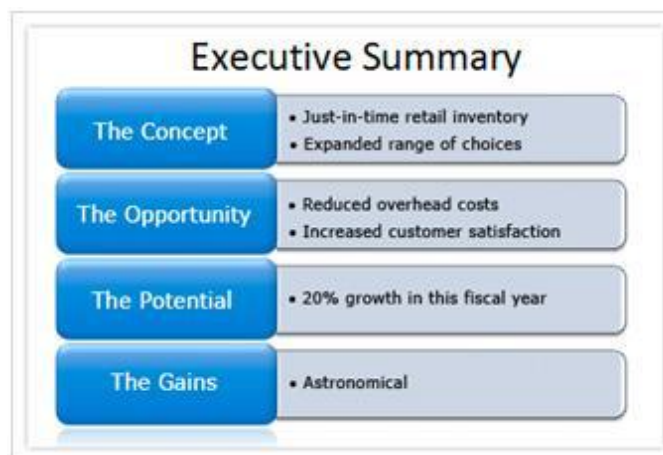 Executive Summary
The Concept
• Just-in-time retail inventory
• Expanded range of choices
The Opportunity
• Reduced overhead costs
• Increased customer satisfaction
The Potential
• 20% growth in this fiscal year
The Gains
• Astronomical